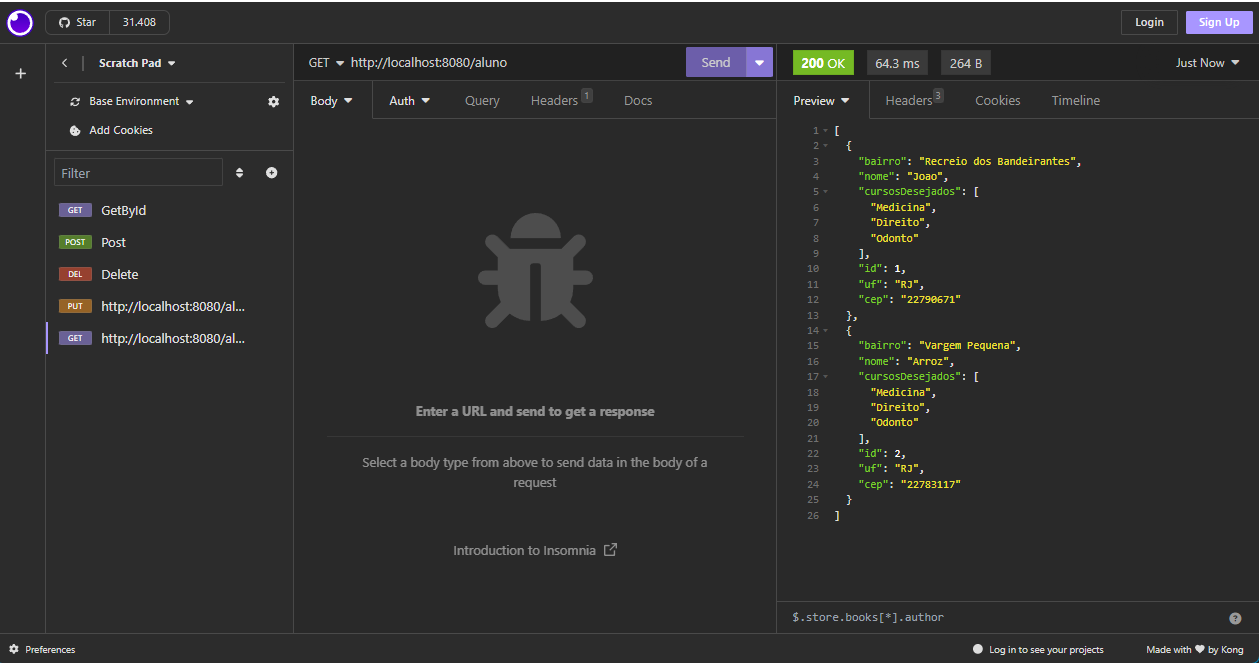 Star 31.408
Login Sign Up
Scratch Pad
Base Environment
Add Cookies
Filter
GET GetById
POST Post
DEL Delete
PUT http://localhost:8080/al...
GET http://localhost:8080/al...
GET http://localhost:8080/aluno Send
Body Auth Query Headers 1 Docs
Enter a URL and send to get a response
Select a body type from above to send data in the body of a
request
Introduction to Insomnia
200 OK 64.3 ms 264 B Just Now
Preview Headers 3 Cookies Timeline
1 [
2 {
3 "bairro": "Recreio dos Bandeirantes",
4 "nome": "Joao",
5 "cursosDesejados": [
6 "Medicina",
7 "Direito",
8 "Odonto"
9 ],
10 "id": 1,
11 "uf": "RJ",
12 "cep": "22790671"
13 },
14 {
15 "bairro": "Vargem Pequena",
16 "nome": "Arroz",
17 "cursosDesejados": [
18 "Medicina",
19 "Direito",
20 "Odonto"
21 ],
22 "id": 2,
23 "uf": "RJ",
24 "cep": "22783117"
25 }
26 ]
$.store.books[*].author ?
Preferences
Log in to see your projects
Made with ❤ by Kong